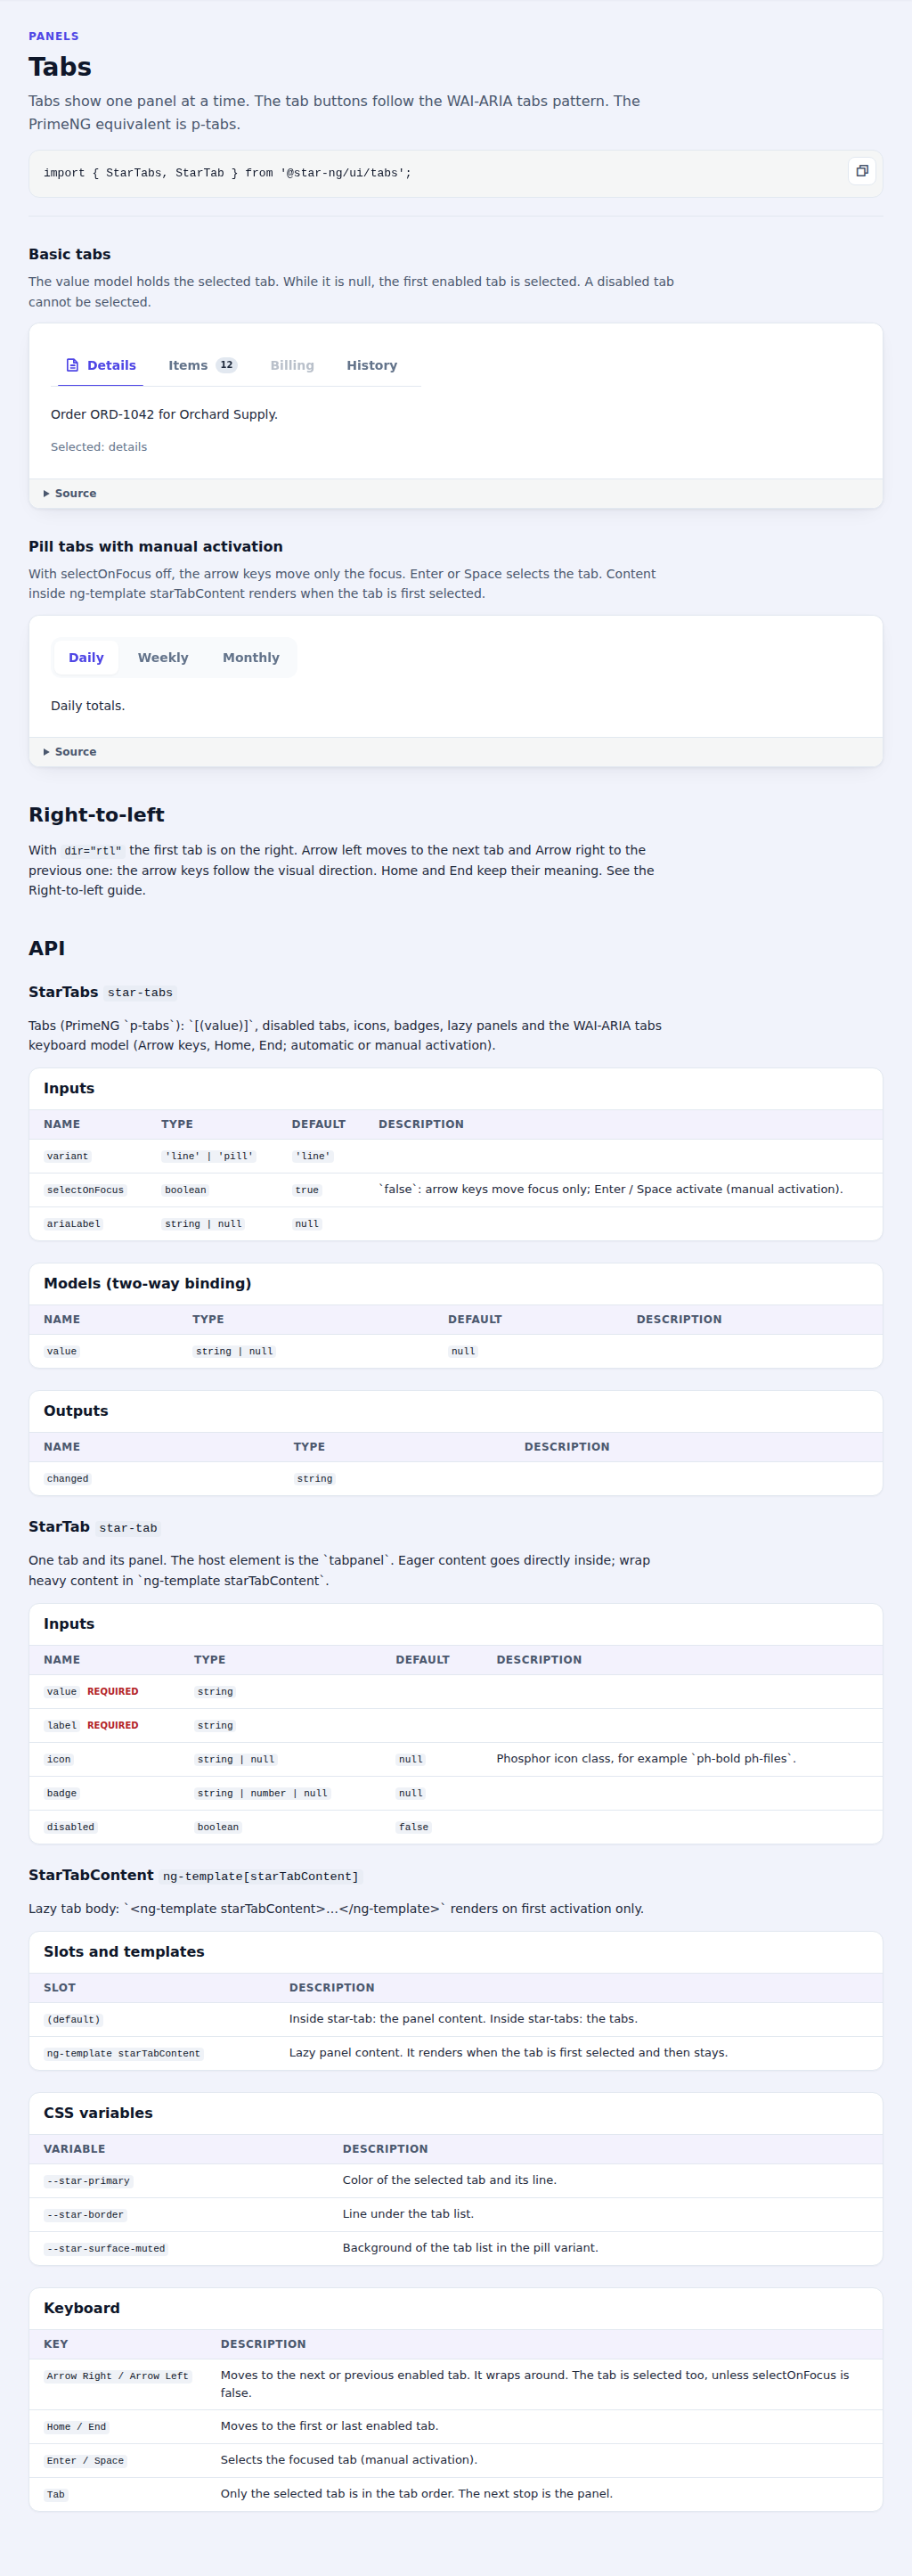 PANELS
Tabs
Tabs show one panel at a time. The tab buttons follow the WAI-ARIA tabs pattern. The
PrimeNG equivalent is p-tabs.
import { StarTabs, StarTab } from '@star-ng/ui/tabs';
Basic tabs
The value model holds the selected tab. While it is null, the first enabled tab is selected. A disabled tab
cannot be selected.
Details Items 12 Billing History
Order ORD-1042 for Orchard Supply.
Selected: details
Source
Pill tabs with manual activation
With selectOnFocus off, the arrow keys move only the focus. Enter or Space selects the tab. Content
inside ng-template starTabContent renders when the tab is first selected.
Daily Weekly Monthly
Daily totals.
Source
Right-to-left
With dir="rtl" the first tab is on the right. Arrow left moves to the next tab and Arrow right to the
previous one: the arrow keys follow the visual direction. Home and End keep their meaning. See the
Right-to-left guide.
API
StarTabs star-tabs
Tabs (PrimeNG `p-tabs`): `[(value)]`, disabled tabs, icons, badges, lazy panels and the WAI-ARIA tabs
keyboard model (Arrow keys, Home, End; automatic or manual activation).
Inputs
NAME TYPE DEFAULT DESCRIPTION
variant 'line' | 'pill' 'line'
selectOnFocus boolean true `false`: arrow keys move focus only; Enter / Space activate (manual activation).
ariaLabel string | null null
Models (two-way binding)
NAME TYPE DEFAULT DESCRIPTION
value string | null null
Outputs
NAME TYPE DESCRIPTION
changed string
StarTab star-tab
One tab and its panel. The host element is the `tabpanel`. Eager content goes directly inside; wrap
heavy content in `ng-template starTabContent`.
Inputs
NAME TYPE DEFAULT DESCRIPTION
value REQUIRED string
label REQUIRED string
icon string | null null Phosphor icon class, for example `ph-bold ph-files`.
badge string | number | null null
disabled boolean false
StarTabContent ng-template[starTabContent]
Lazy tab body: `<ng-template starTabContent>…</ng-template>` renders on first activation only.
Slots and templates
SLOT DESCRIPTION
(default) Inside star-tab: the panel content. Inside star-tabs: the tabs.
ng-template starTabContent Lazy panel content. It renders when the tab is first selected and then stays.
CSS variables
VARIABLE DESCRIPTION
--star-primary Color of the selected tab and its line.
--star-border Line under the tab list.
--star-surface-muted Background of the tab list in the pill variant.
Keyboard
KEY DESCRIPTION
Arrow Right / Arrow Left Moves to the next or previous enabled tab. It wraps around. The tab is selected too, unless selectOnFocus is
false.
Home / End Moves to the first or last enabled tab.
Enter / Space Selects the focused tab (manual activation).
Tab Only the selected tab is in the tab order. The next stop is the panel.